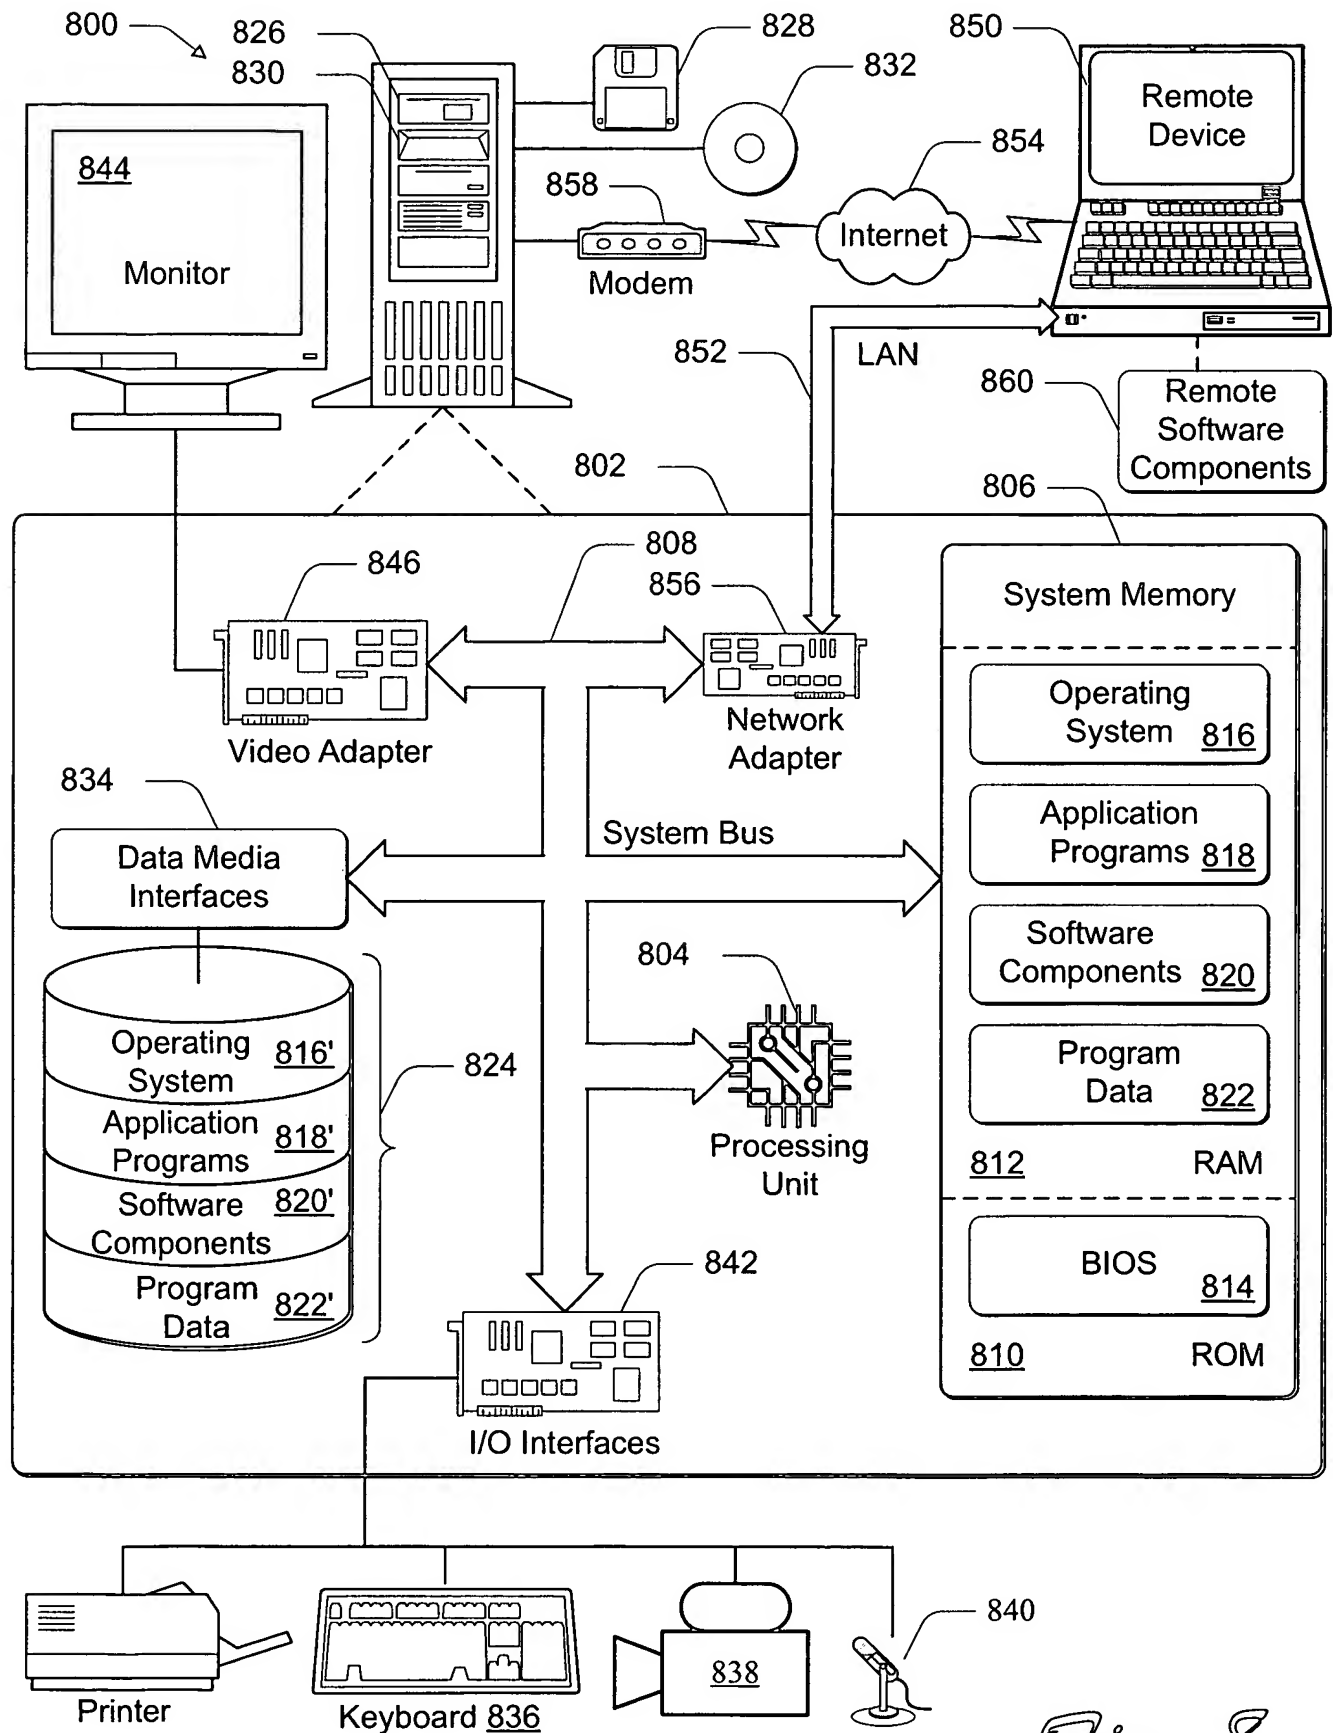 800
826
830
828
832
850
Remote
Device
844
Monitor
858
Modem
854
Internet
852
LAN
860
Remote
Software
Components
802
806
846
808
856
System Memory
Video Adapter
Network
Adapter
Operating
System 816
834
Data Media
Interfaces
System Bus
Application
Programs 818
Software
Components 820
804
Processing
Unit
Program
Data 822
812 RAM
Operating
System 816'
Application
Programs 818'
Software
Components 820'
Program
Data 822'
824
842
I/O Interfaces
BIOS
814
810 ROM
Printer
Keyboard 836
838
840